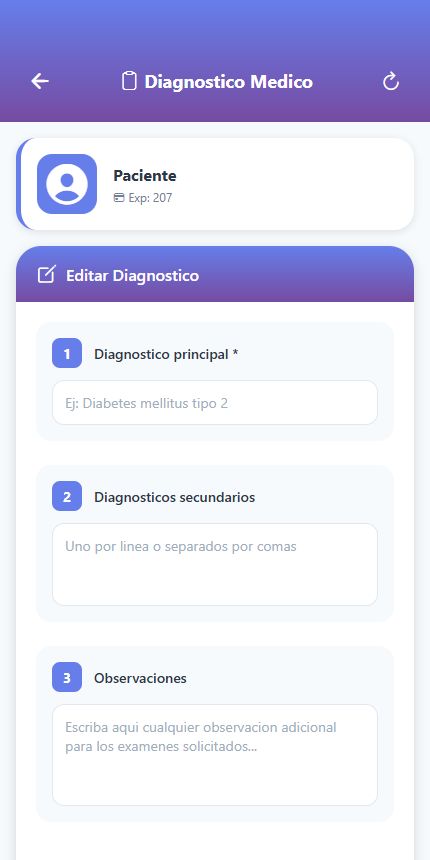 Diagnostico Medico
Paciente
Exp: 207
Editar Diagnostico
1 Diagnostico principal *
Ej: Diabetes mellitus tipo 2
2 Diagnosticos secundarios
Uno por linea o separados por comas
3 Observaciones
Escriba aqui cualquier observacion adicional
para los examenes solicitados...